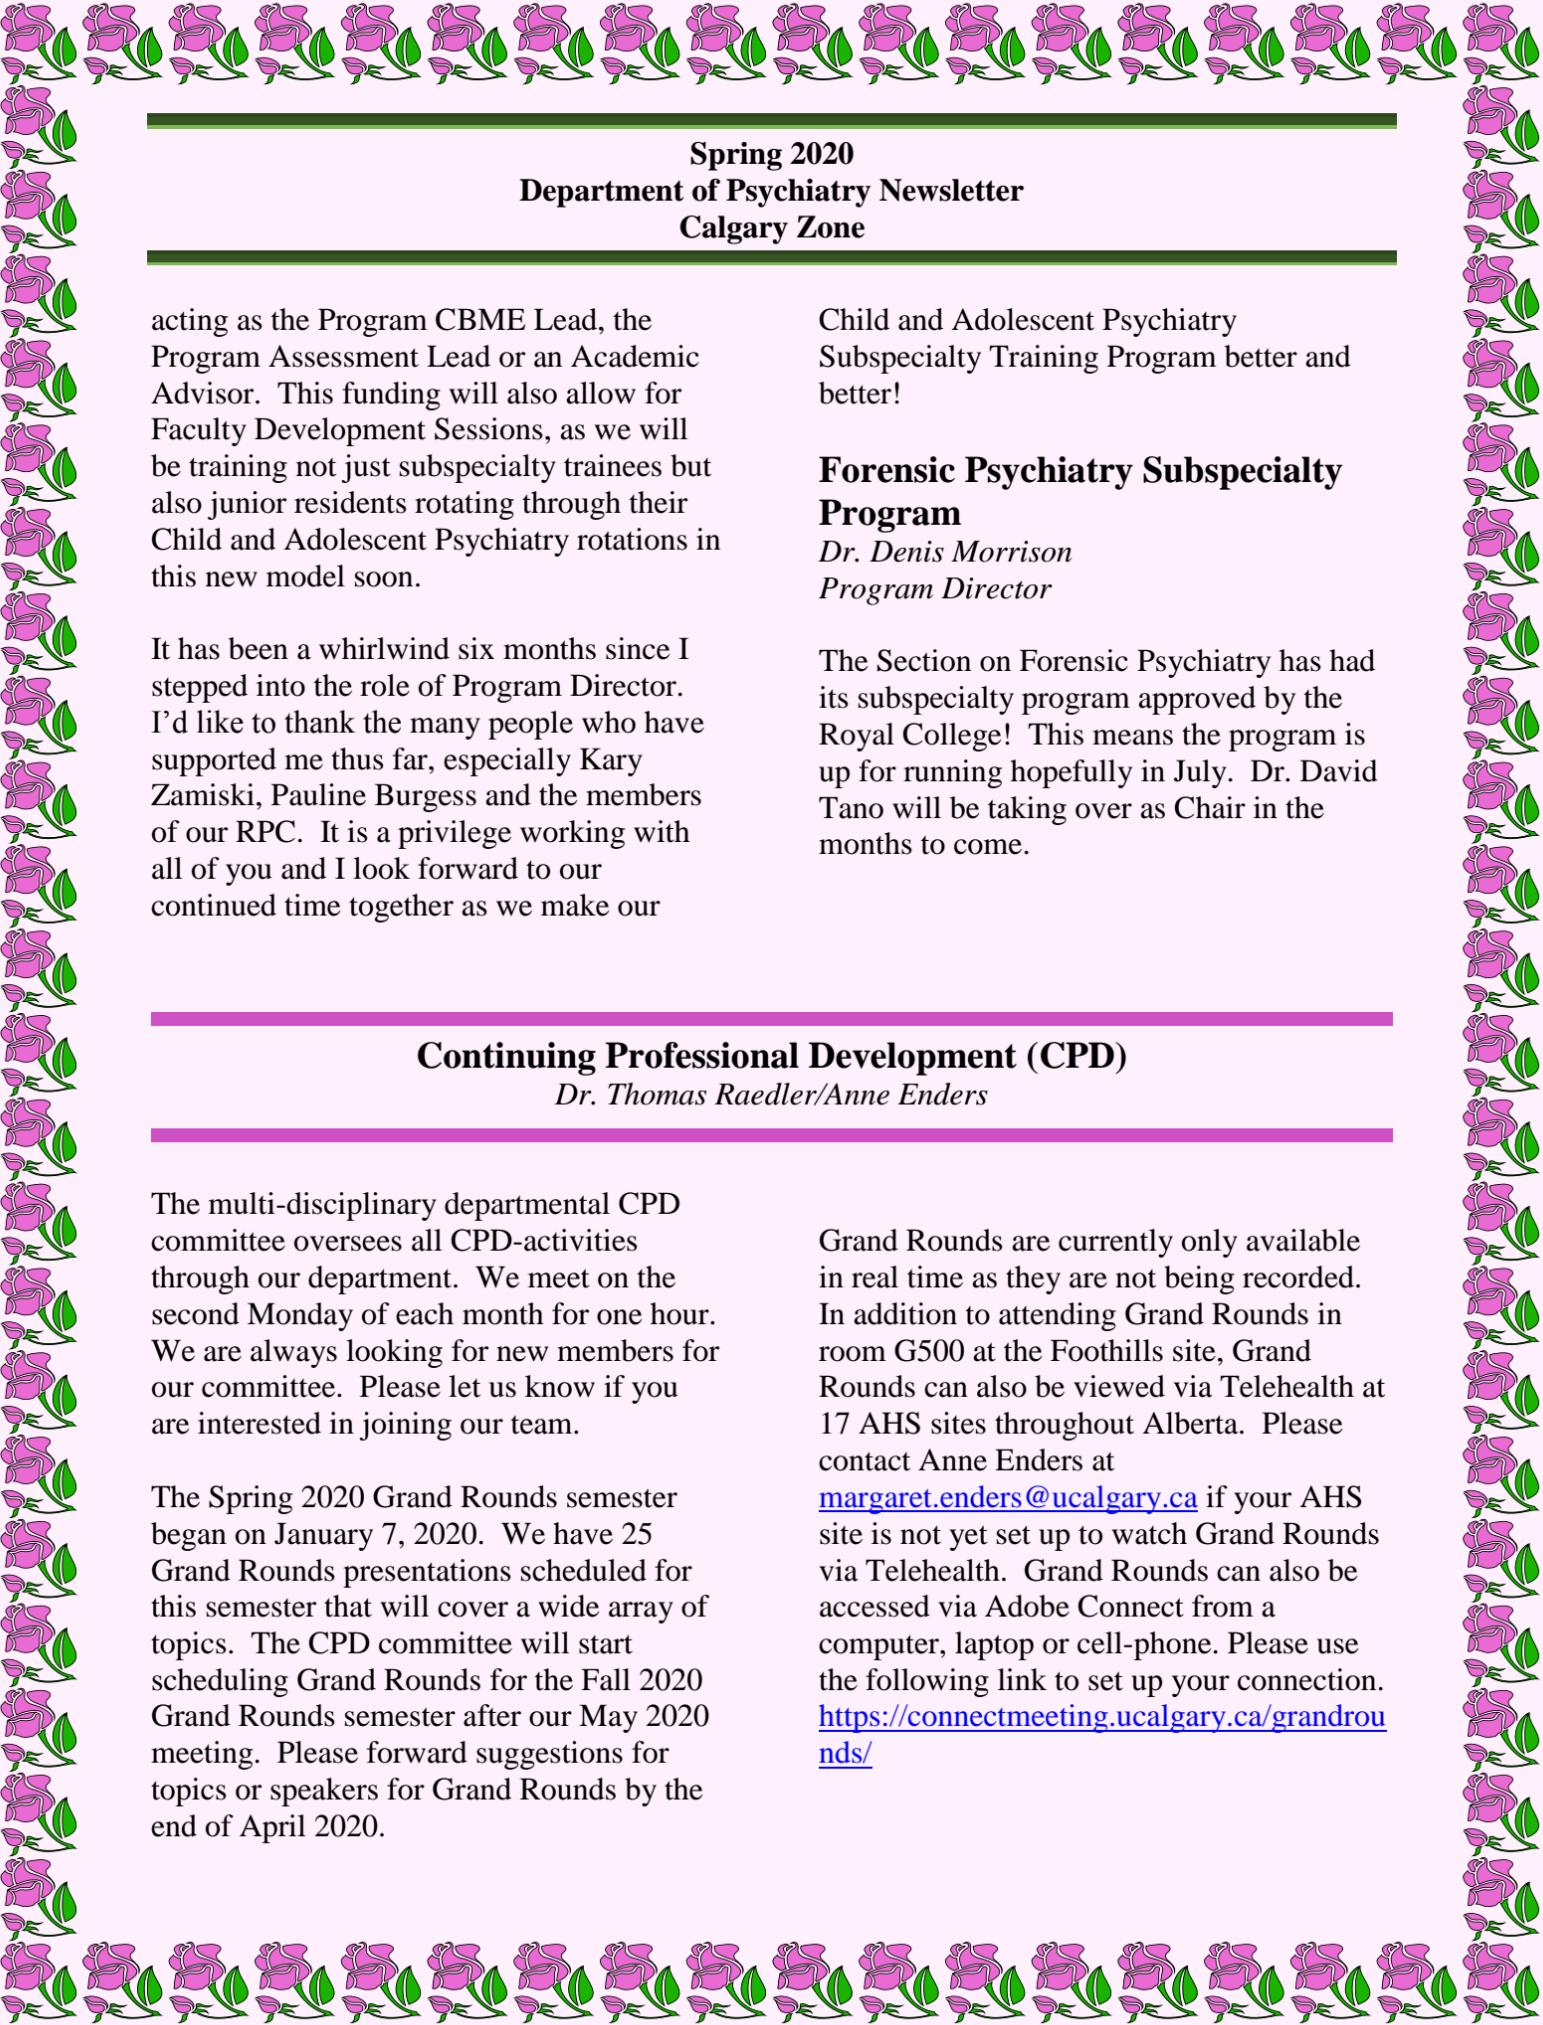 Spring 2020
Department of Psychiatry Newsletter
Calgary Zone
acting as the Program CBME Lead, the
Program Assessment Lead or an Academic
Advisor.  This funding will also allow for
Faculty Development Sessions, as we will
be training not just subspecialty trainees but
also junior residents rotating through their
Child and Adolescent Psychiatry rotations in
this new model soon.
It has been a whirlwind six months since I
stepped into the role of Program Director.
I’d like to thank the many people who have
supported me thus far, especially Kary
Zamiski, Pauline Burgess and the members
of our RPC.  It is a privilege working with
all of you and I look forward to our
continued time together as we make our
Child and Adolescent Psychiatry
Subspecialty Training Program better and
better!
Forensic Psychiatry Subspecialty
Program
Dr. Denis Morrison
Program Director
The Section on Forensic Psychiatry has had
its subspecialty program approved by the
Royal College!  This means the program is
up for running hopefully in July.  Dr. David
Tano will be taking over as Chair in the
months to come.
Continuing Professional Development (CPD)
Dr. Thomas Raedler/Anne Enders
The multi-disciplinary departmental CPD
committee oversees all CPD-activities
through our department.  We meet on the
second Monday of each month for one hour.
We are always looking for new members for
our committee.  Please let us know if you
are interested in joining our team.
The Spring 2020 Grand Rounds semester
began on January 7, 2020.  We have 25
Grand Rounds presentations scheduled for
this semester that will cover a wide array of
topics.  The CPD committee will start
scheduling Grand Rounds for the Fall 2020
Grand Rounds semester after our May 2020
meeting.  Please forward suggestions for
topics or speakers for Grand Rounds by the
end of April 2020.
Grand Rounds are currently only available
in real time as they are not being recorded.
In addition to attending Grand Rounds in
room G500 at the Foothills site, Grand
Rounds can also be viewed via Telehealth at
17 AHS sites throughout Alberta.  Please
contact Anne Enders at
margaret.enders@ucalgary.ca if your AHS
site is not yet set up to watch Grand Rounds
via Telehealth.  Grand Rounds can also be
accessed via Adobe Connect from a
computer, laptop or cell-phone. Please use
the following link to set up your connection.
https://connectmeeting.ucalgary.ca/grandrou
nds/